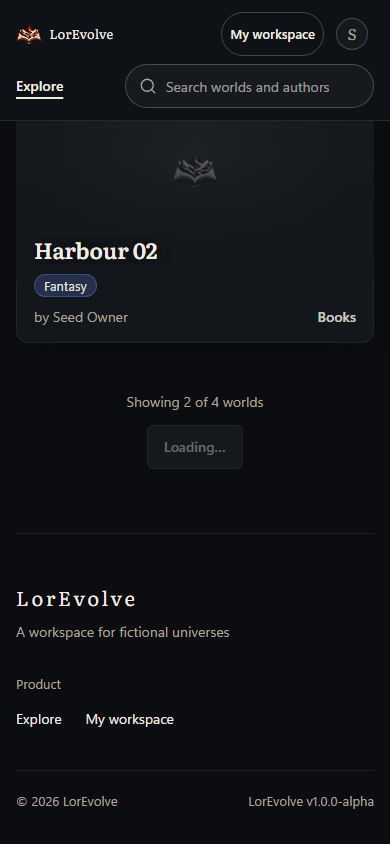 LorEvolve
My workspace
S
Explore
Search worlds and authors
Harbour 02
Fantasy
by Seed Owner
Books
Showing 2 of 4 worlds
Loading...
LorEvolve
A workspace for fictional universes
Product
Explore
My workspace
© 2026 LorEvolve
LorEvolve v1.0.0-alpha